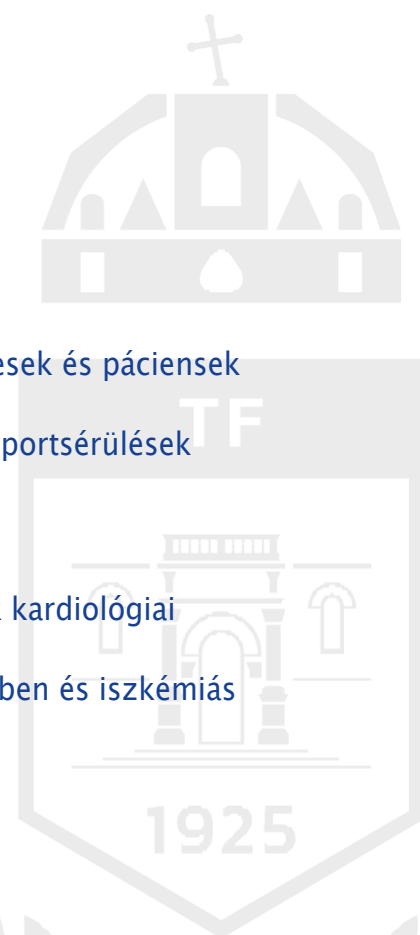 esek és páciensek
TF
portsérülések
kardiológiai
ben és iszkémiás
1925